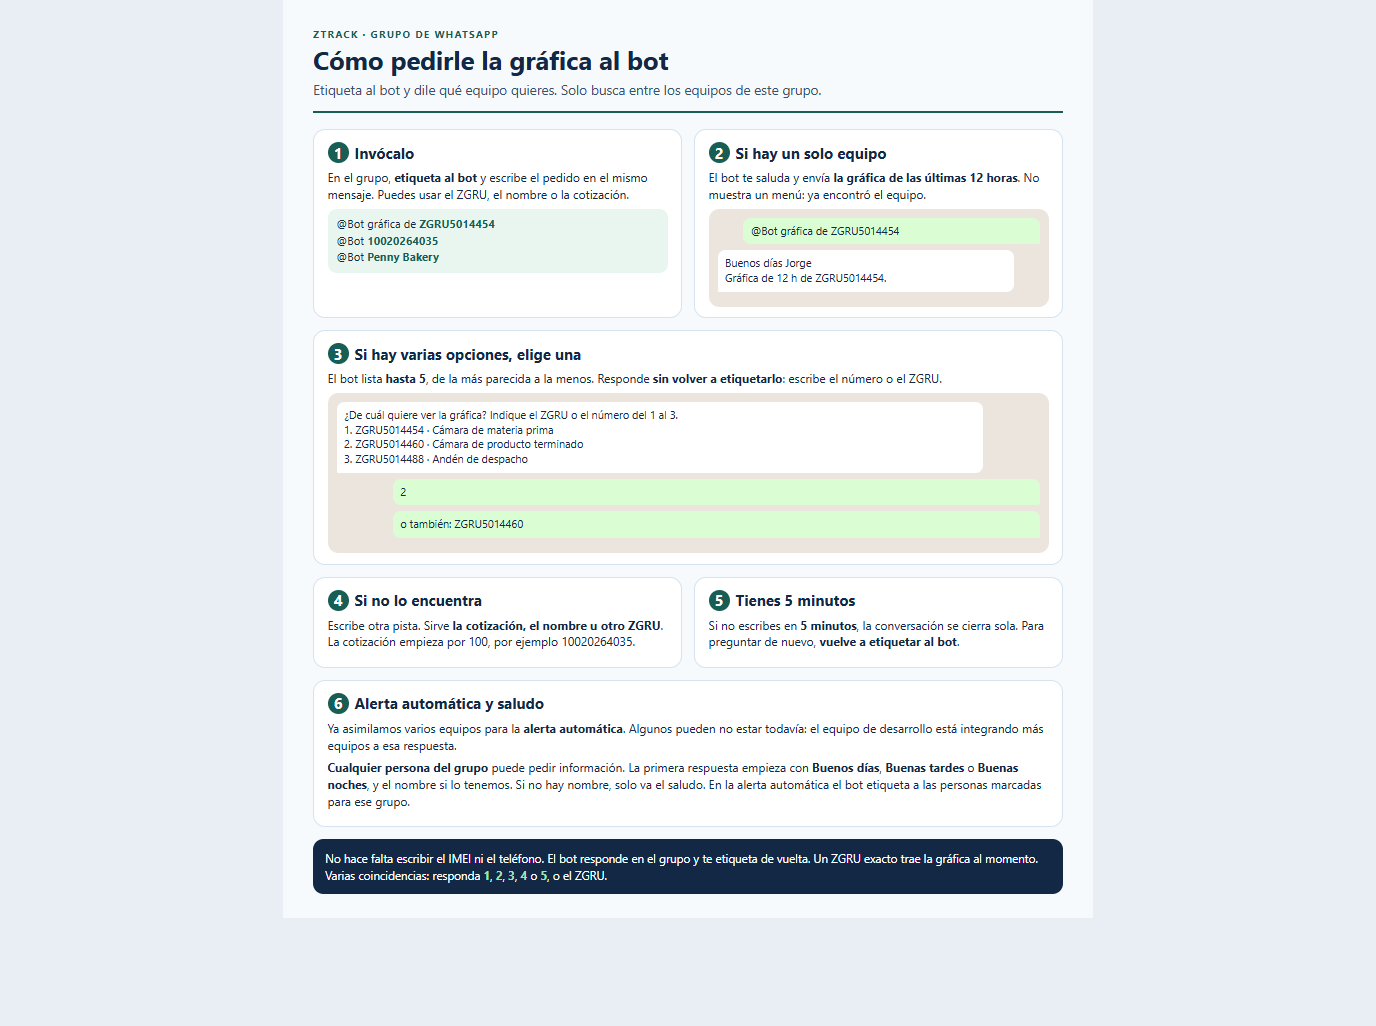 ZTRACK · GRUPO DE WHATSAPP
Cómo pedirle la gráfica al bot
Etiqueta al bot y dile qué equipo quieres. Solo busca entre los equipos de este grupo.
1 Invócalo
En el grupo, etiqueta al bot y escribe el pedido en el mismo
mensaje. Puedes usar el ZGRU, el nombre o la cotización.
@Bot gráfica de ZGRU5014454
@Bot 10020264035
@Bot Penny Bakery
2 Si hay un solo equipo
El bot te saluda y envía la gráfica de las últimas 12 horas. No
muestra un menú: ya encontró el equipo.
@Bot gráfica de ZGRU5014454
Buenos días Jorge
Gráfica de 12 h de ZGRU5014454.
3 Si hay varias opciones, elige una
El bot lista hasta 5, de la más parecida a la menos. Responde sin volver a etiquetarlo: escribe el número o el ZGRU.
¿De cuál quiere ver la gráfica? Indique el ZGRU o el número del 1 al 3.
1. ZGRU5014454 · Cámara de materia prima
2. ZGRU5014460 · Cámara de producto terminado
3. ZGRU5014488 · Andén de despacho
2
o también: ZGRU5014460
4 Si no lo encuentra
Escribe otra pista. Sirve la cotización, el nombre u otro ZGRU.
La cotización empieza por 100, por ejemplo 10020264035.
5 Tienes 5 minutos
Si no escribes en 5 minutos, la conversación se cierra sola. Para
preguntar de nuevo, vuelve a etiquetar al bot.
6 Alerta automática y saludo
Ya asimilamos varios equipos para la alerta automática. Algunos pueden no estar todavía: el equipo de desarrollo está integrando más
equipos a esa respuesta.
Cualquier persona del grupo puede pedir información. La primera respuesta empieza con Buenos días, Buenas tardes o Buenas
noches, y el nombre si lo tenemos. Si no hay nombre, solo va el saludo. En la alerta automática el bot etiqueta a las personas marcadas
para ese grupo.
No hace falta escribir el IMEI ni el teléfono. El bot responde en el grupo y te etiqueta de vuelta. Un ZGRU exacto trae la gráfica al momento.
Varias coincidencias: responda 1, 2, 3, 4 o 5, o el ZGRU.